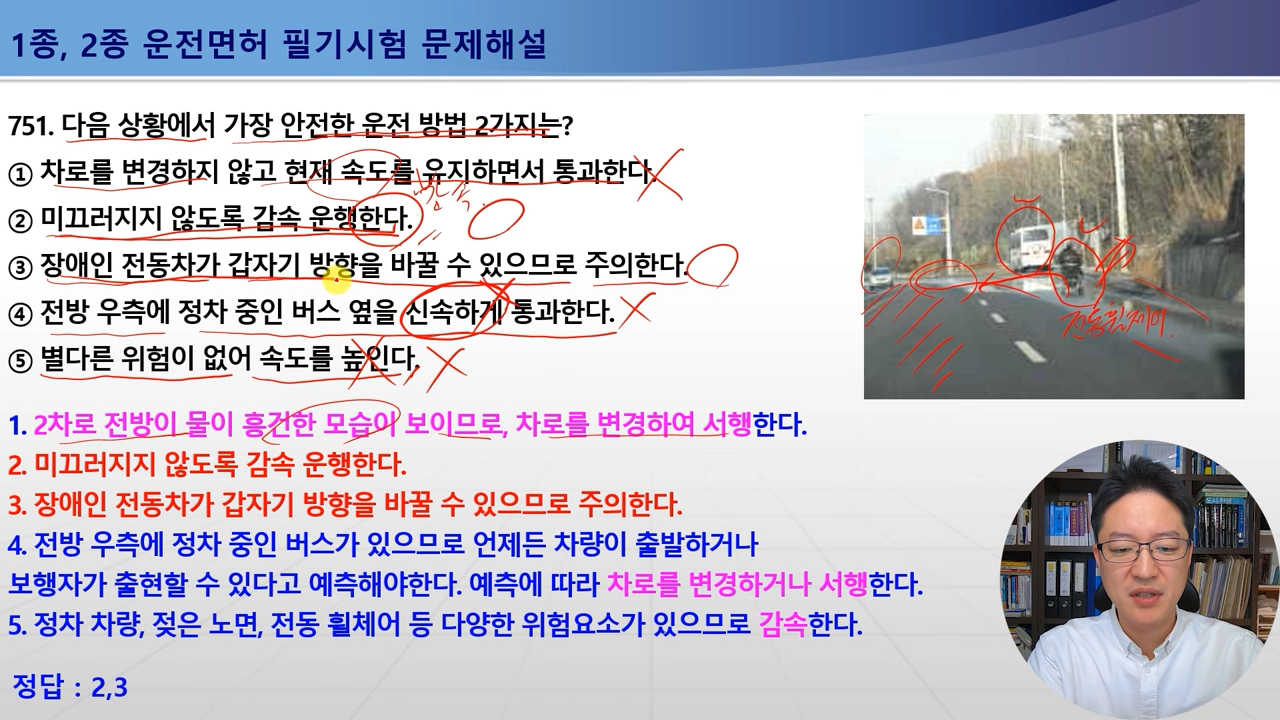 1종, 2종 운전면허 필기시험 문제해설
751. 다음 상황에서 가장 안전한 운전 방법 2가지는?
① 차로를 변경하지 않고 현재 속도를 유지하면서 통과한다.
감속
② 미끄러지지 않도록 감속 운행한다.
③ 장애인 전동차가 갑자기 방향을 바꿀 수 있으므로 주의한다.
④ 전방 우측에 정차 중인 버스 옆을 신속하게 통과한다.
⑤ 별다른 위험이 없어 속도를 높인다.
전동휠체어
1. 2차로 전방이 물이 흥건한 모습이 보이므로, 차로를 변경하여 서행한다.
2. 미끄러지지 않도록 감속 운행한다.
3. 장애인 전동차가 갑자기 방향을 바꿀 수 있으므로 주의한다.
4. 전방 우측에 정차 중인 버스가 있으므로 언제든 차량이 출발하거나
보행자가 출현할 수 있다고 예측해야한다. 예측에 따라 차로를 변경하거나 서행한다.
5. 정차 차량, 젖은 노면, 전동 휠체어 등 다양한 위험요소가 있으므로 감속한다.
정답 : 2,3